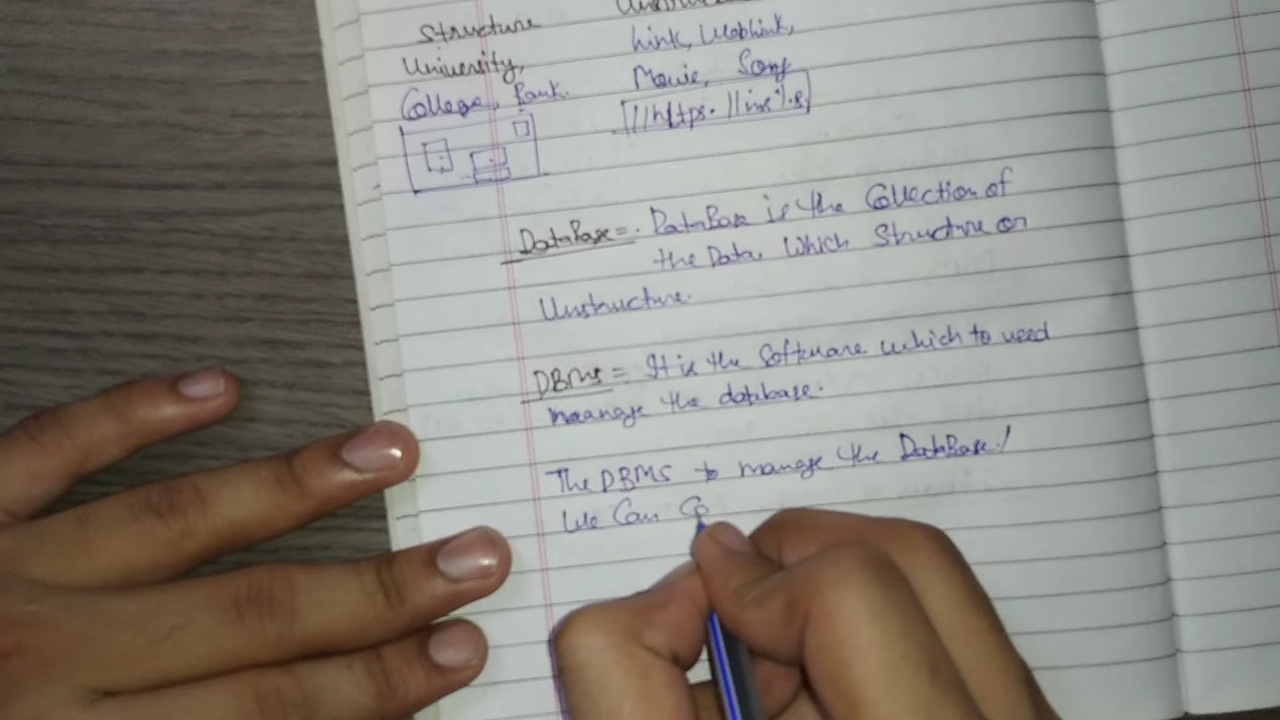 Structure
University,
College, Bank.
Link, Weblink,
Movie, Song
DataBase = DataBase is the Collection of
the Data Which Structure or
Unstructure.
DBMS = It is the Software which to used
manage the database.
The DBMS to manage the DataBase /
We Can